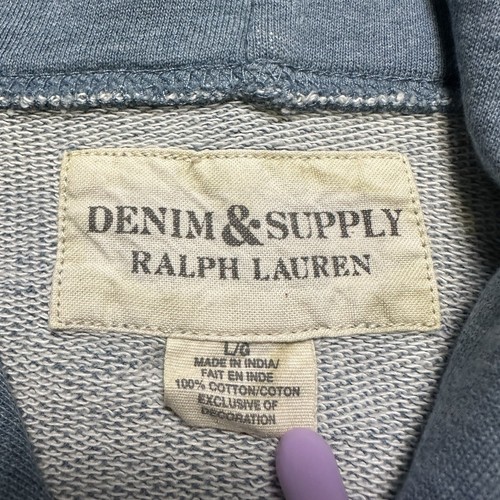 DENIM&SUPPLY
RALPH LAUREN
L/G
MADE IN INDIA/
FAIT EN INDE
100% COTTON/COTON
EXCLUSIVE OF
DECORATION